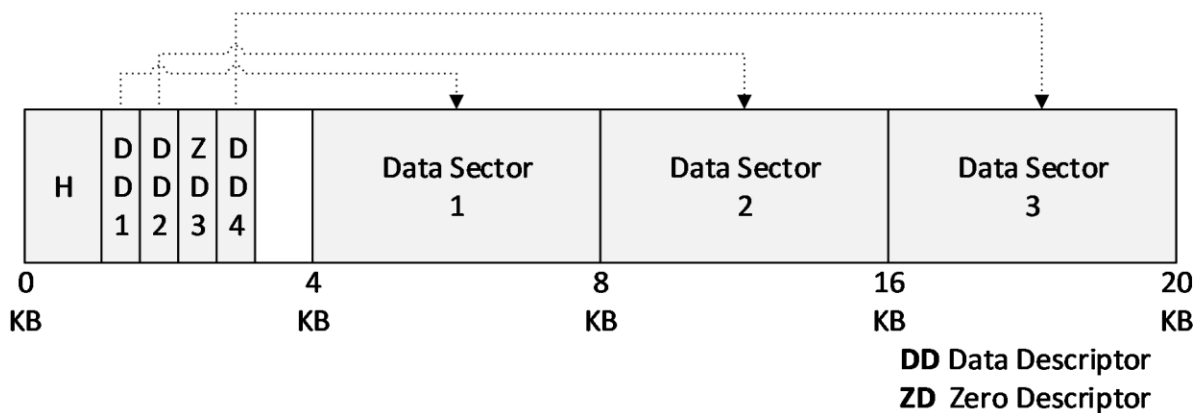 H
D
D
1
D
D
2
Z
D
3
D
D
4
Data Sector
1
Data Sector
2
Data Sector
3
0
KB
4
KB
8
KB
16
KB
20
KB
DD Data Descriptor
ZD Zero Descriptor